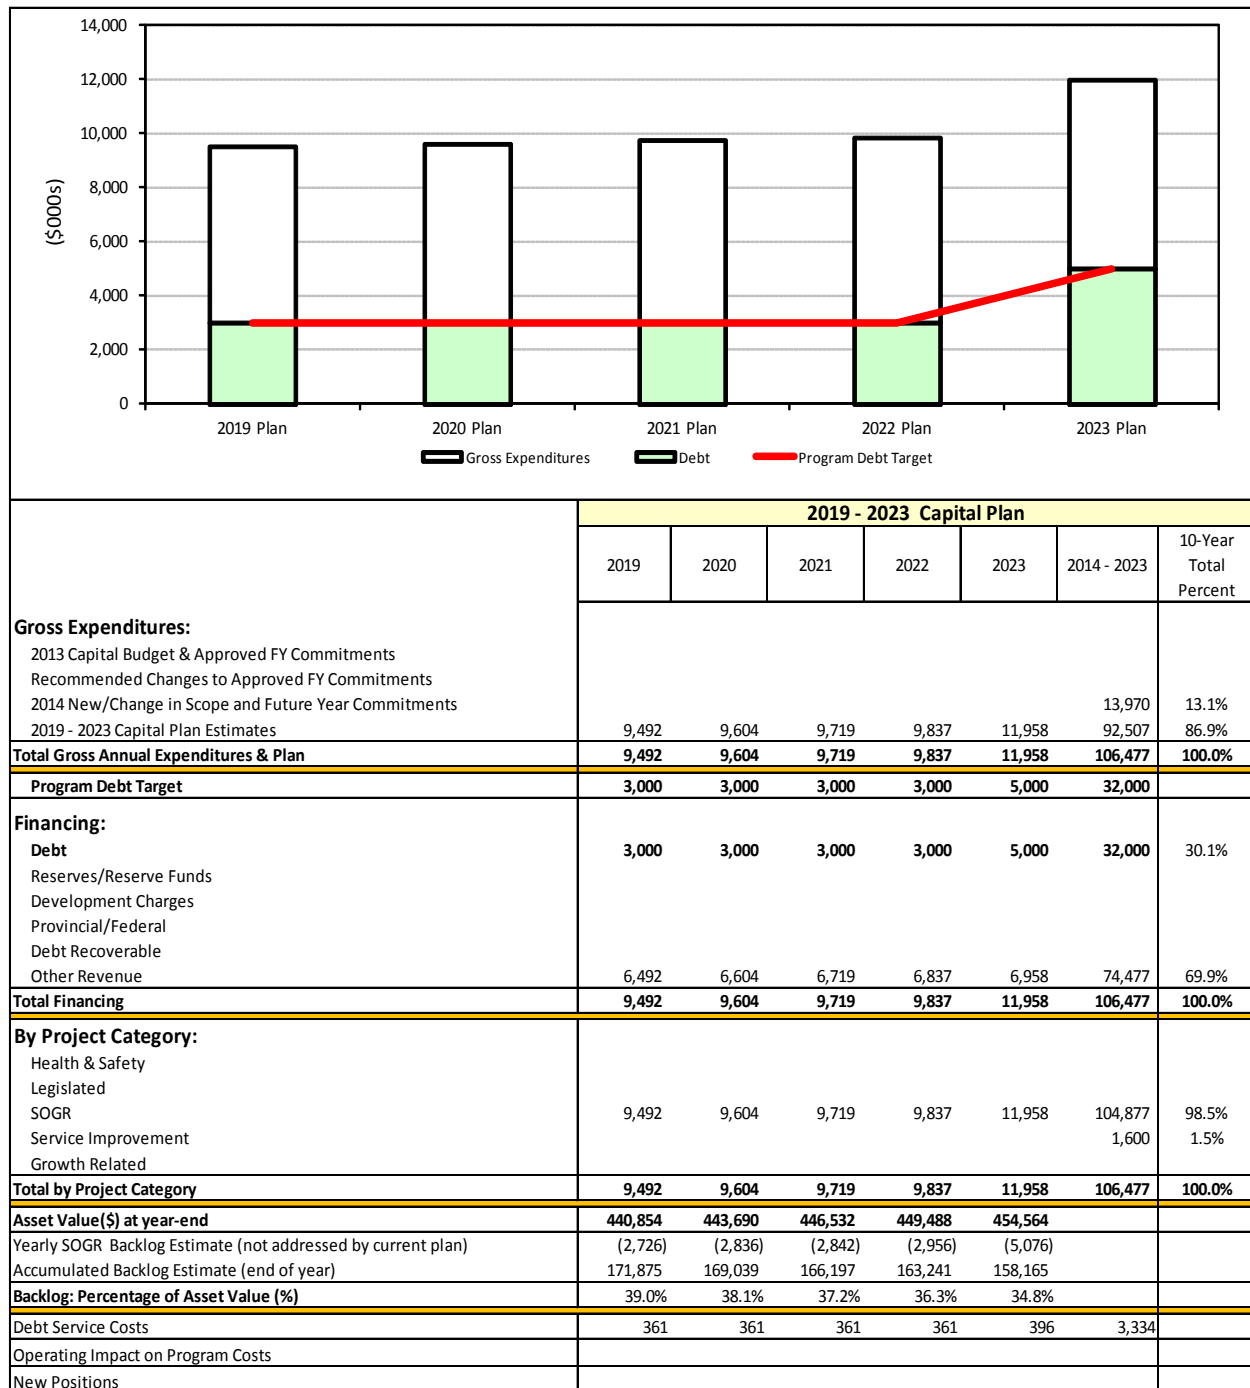 14,000
12,000
10,000
8,000
6,000
4,000
2,000
0
($000s)
2019 Plan 2020 Plan 2021 Plan 2022 Plan 2023 Plan
Gross Expenditures Debt Program Debt Target
2019 - 2023 Capital Plan
2019 2020 2021 2022 2023 2014 - 2023 10-Year
Total
Percent
Gross Expenditures:
2013 Capital Budget & Approved FY Commitments
Recommended Changes to Approved FY Commitments
2014 New/Change in Scope and Future Year Commitments 13,970 13.1%
2019 - 2023 Capital Plan Estimates 9,492 9,604 9,719 9,837 11,958 92,507 86.9%
Total Gross Annual Expenditures & Plan 9,492 9,604 9,719 9,837 11,958 106,477 100.0%
Program Debt Target 3,000 3,000 3,000 3,000 5,000 32,000
Financing:
Debt 3,000 3,000 3,000 3,000 5,000 32,000 30.1%
Reserves/Reserve Funds
Development Charges
Provincial/Federal
Debt Recoverable
Other Revenue 6,492 6,604 6,719 6,837 6,958 74,477 69.9%
Total Financing 9,492 9,604 9,719 9,837 11,958 106,477 100.0%
By Project Category:
Health & Safety
Legislated
SOGR 9,492 9,604 9,719 9,837 11,958 104,877 98.5%
Service Improvement 1,600 1.5%
Growth Related
Total by Project Category 9,492 9,604 9,719 9,837 11,958 106,477 100.0%
Asset Value($) at year-end 440,854 443,690 446,532 449,488 454,564
Yearly SOGR Backlog Estimate (not addressed by current plan) (2,726) (2,836) (2,842) (2,956) (5,076)
Accumulated Backlog Estimate (end of year) 171,875 169,039 166,197 163,241 158,165
Backlog: Percentage of Asset Value (%) 39.0% 38.1% 37.2% 36.3% 34.8%
Debt Service Costs 361 361 361 361 396 3,334
Operating Impact on Program Costs
New Positions